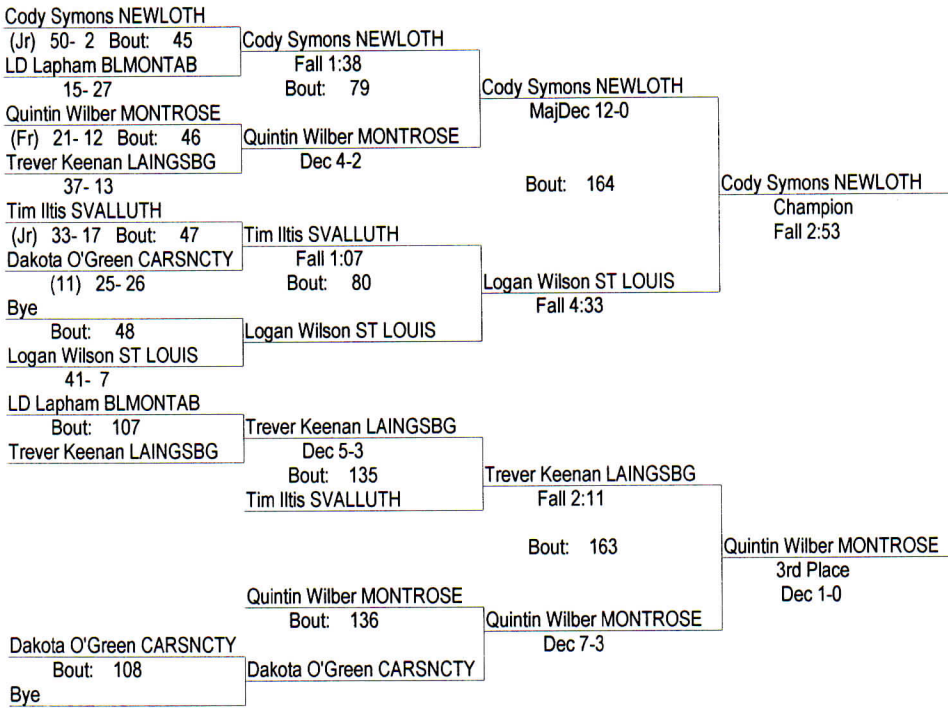 Cody Symons NEWLOTH
(Jr) 50- 2 Bout: 45
LD Lapham BLMONTAB
15- 27
Quintin Wilber MONTROSE
(Fr) 21- 12 Bout: 46
Trever Keenan LAINGSBG
37- 13
Tim Iltis SVALLUTH
(Jr) 33- 17 Bout: 47
Dakota O'Green CARSNCTY
(11) 25- 26
Bye
Bout: 48
Logan Wilson ST LOUIS
41- 7
LD Lapham BLMONTAB
Bout: 107
Trever Keenan LAINGSBG
Dakota O'Green CARSNCTY
Bout: 108
Bye
Cody Symons NEWLOTH
Fall 1:38
Bout: 79
Quintin Wilber MONTROSE
Dec 4-2
Tim Iltis SVALLUTH
Fall 1:07
Bout: 80
Logan Wilson ST LOUIS
Trever Keenan LAINGSBG
Dec 5-3
Bout: 135
Tim Iltis SVALLUTH
Quintin Wilber MONTROSE
Bout: 136
Dakota O'Green CARSNCTY
Cody Symons NEWLOTH
MajDec 12-0
Bout: 164
Logan Wilson ST LOUIS
Fall 4:33
Trever Keenan LAINGSBG
Fall 2:11
Bout: 163
Quintin Wilber MONTROSE
Dec 7-3
Cody Symons NEWLOTH
Champion
Fall 2:53
Quintin Wilber MONTROSE
3rd Place
Dec 1-0